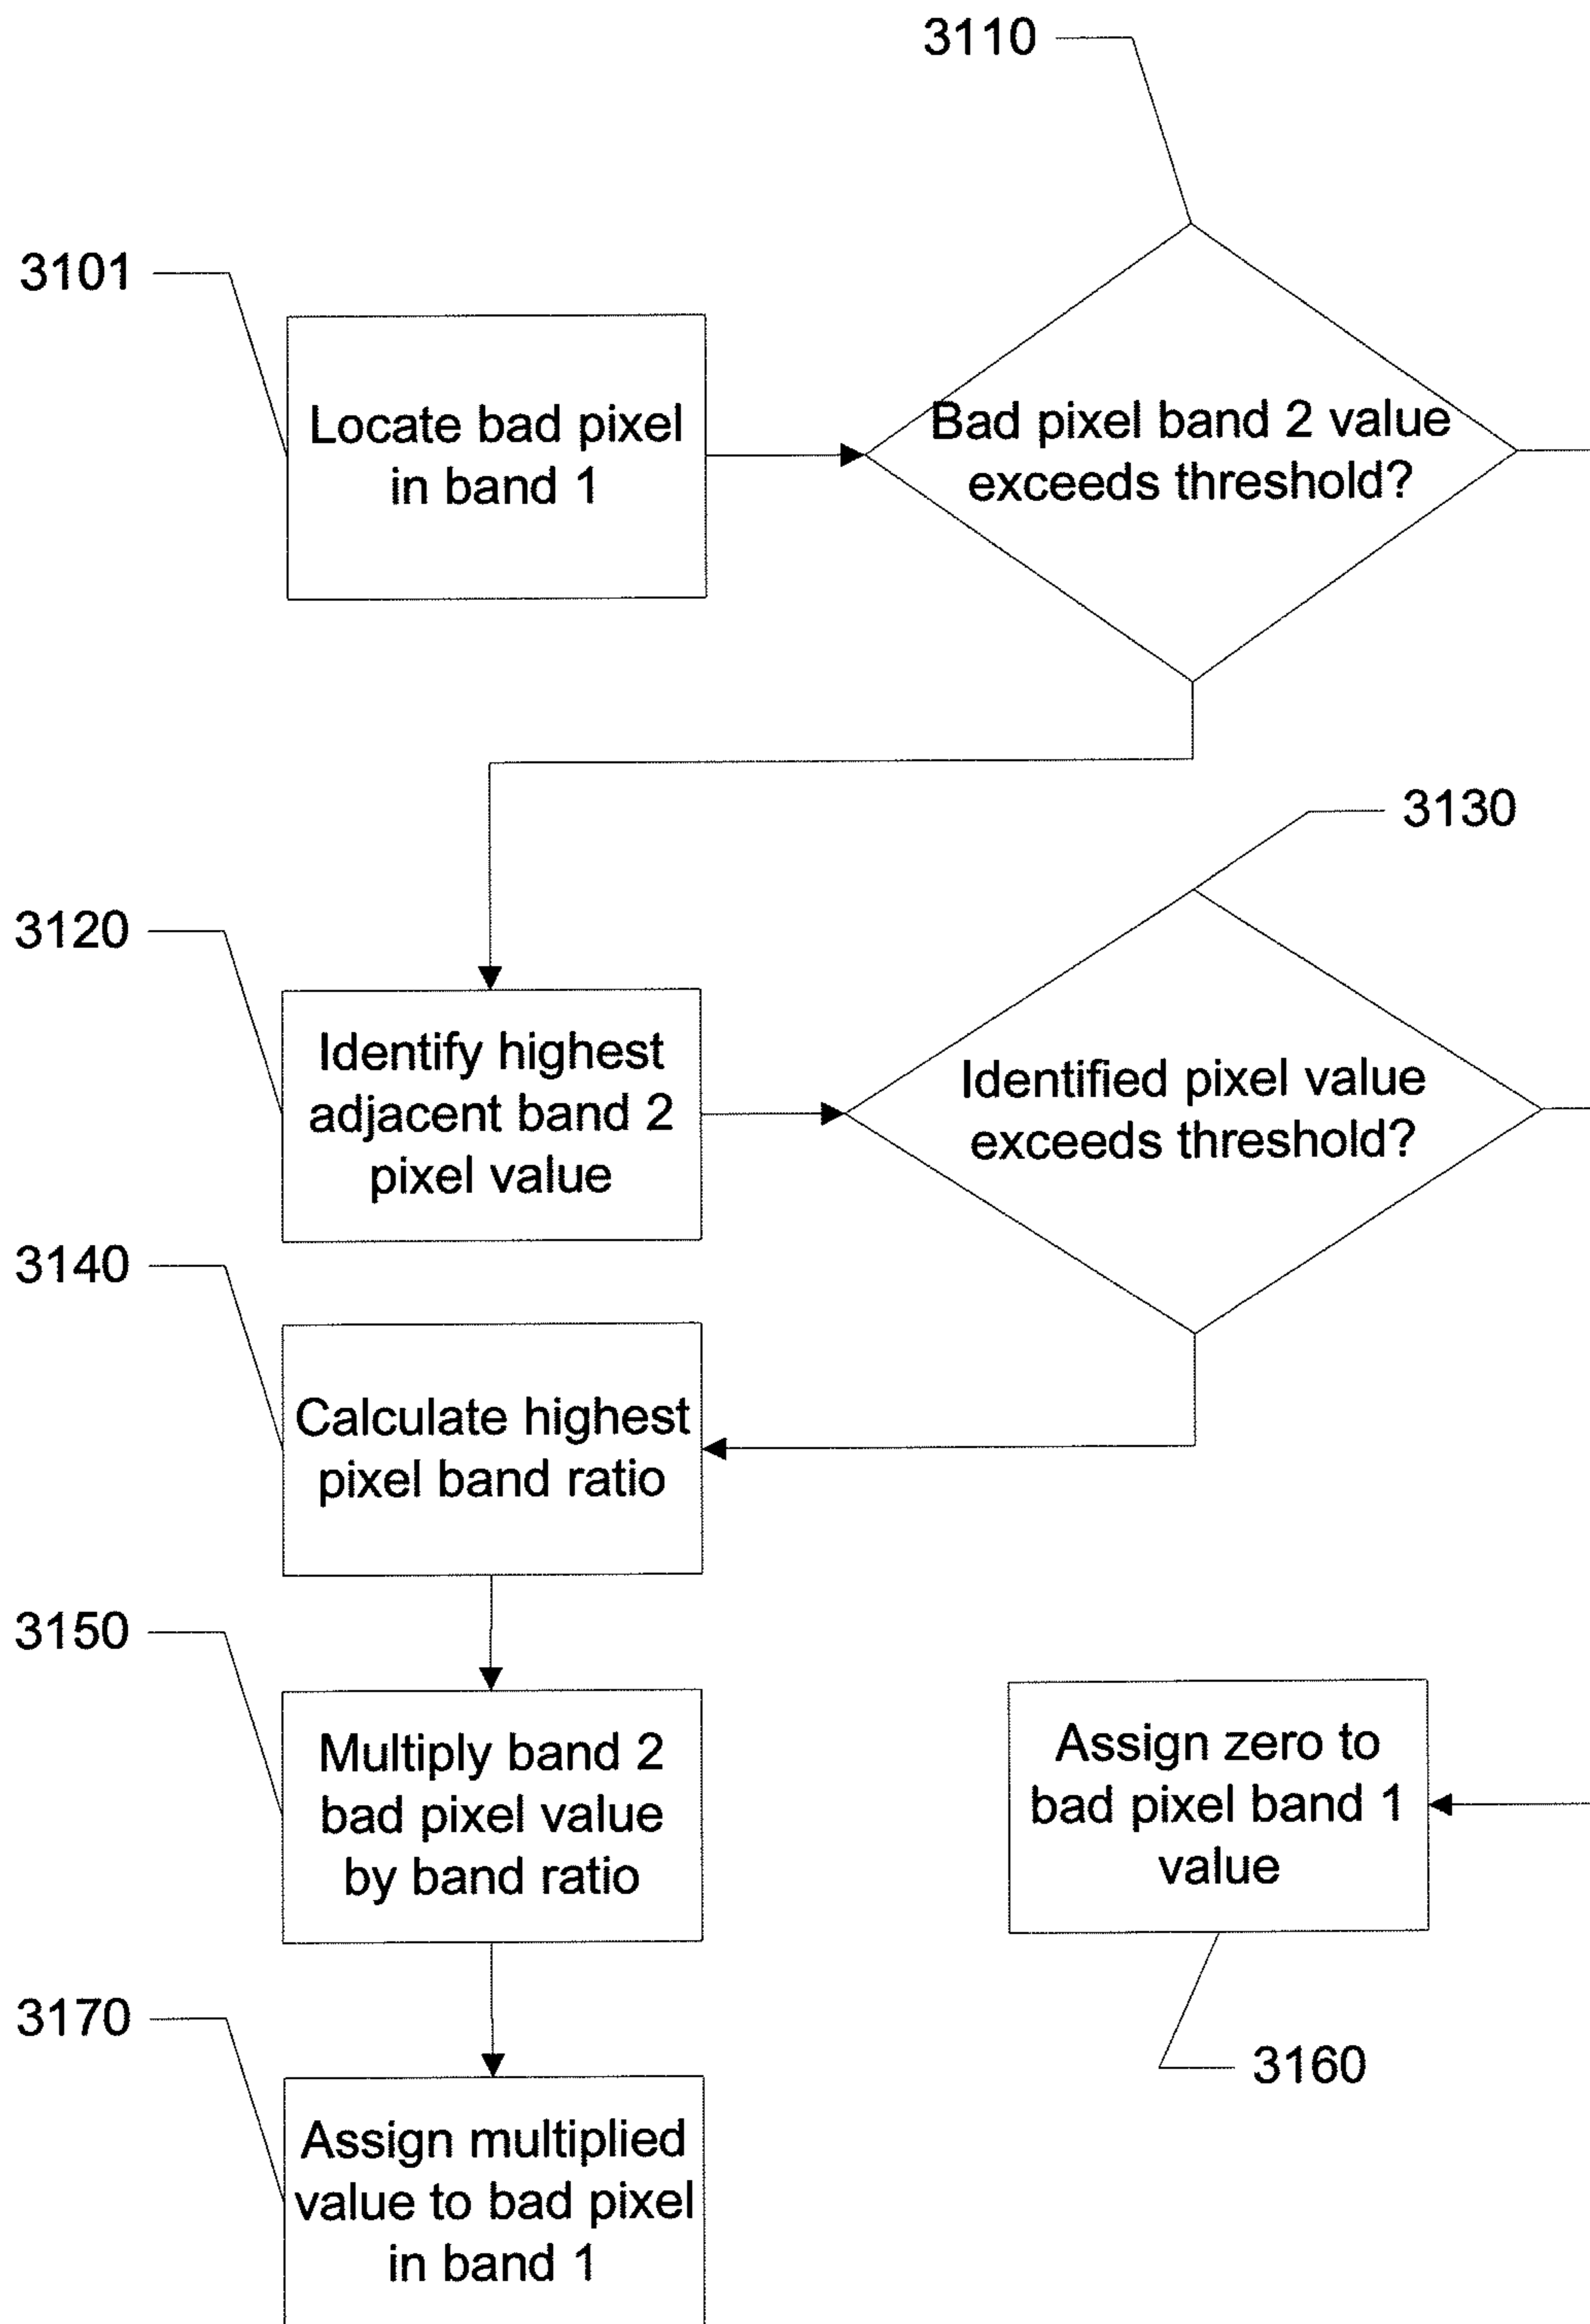 3110
3101
Locate bad pixel
in band 1
Bad pixel band 2 value
exceeds threshold?
3130
3120
Identify highest
adjacent band 2
pixel value
Identified pixel value
exceeds threshold?
3140
Calculate highest
pixel band ratio
3150
Multiply band 2
bad pixel value
by band ratio
Assign zero to
bad pixel band 1
value
3170
3160
Assign multiplied
value to bad pixel
in band 1